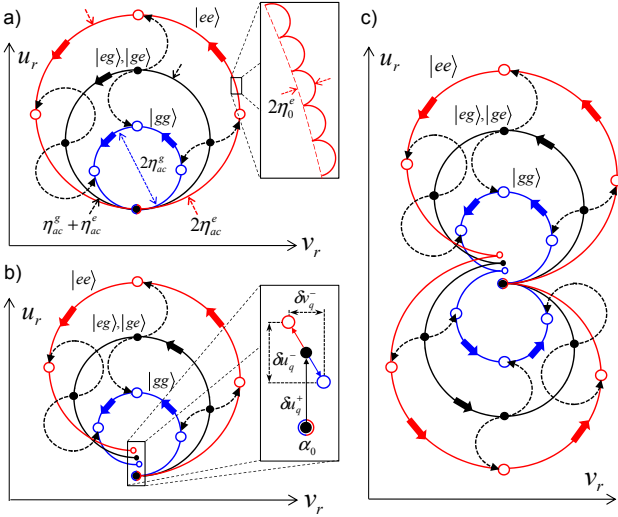 a)
u_r
|ee⟩
|eg⟩,|ge⟩
|gg⟩
2η_ac^g
η_ac^g + η_ac^e
2η_ac^e
v_r
2η_0^e
b)
u_r
|ee⟩
|eg⟩,|ge⟩
|gg⟩
v_r
δv_q^-
δu_q^-
δu_q^+
α_0
c)
u_r
|ee⟩
|eg⟩,|ge⟩
|gg⟩
v_r